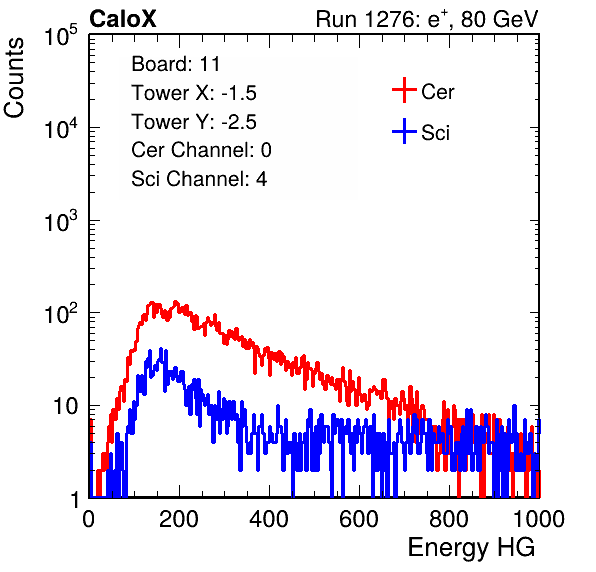 CaloX Run 1276: e⁺, 80 GeV
Counts
Board: 11
Tower X: -1.5
Tower Y: -2.5
Cer Channel: 0
Sci Channel: 4
Cer
Sci
10⁵
10⁴
10³
10²
10
1
0 200 400 600 800 1000
Energy HG